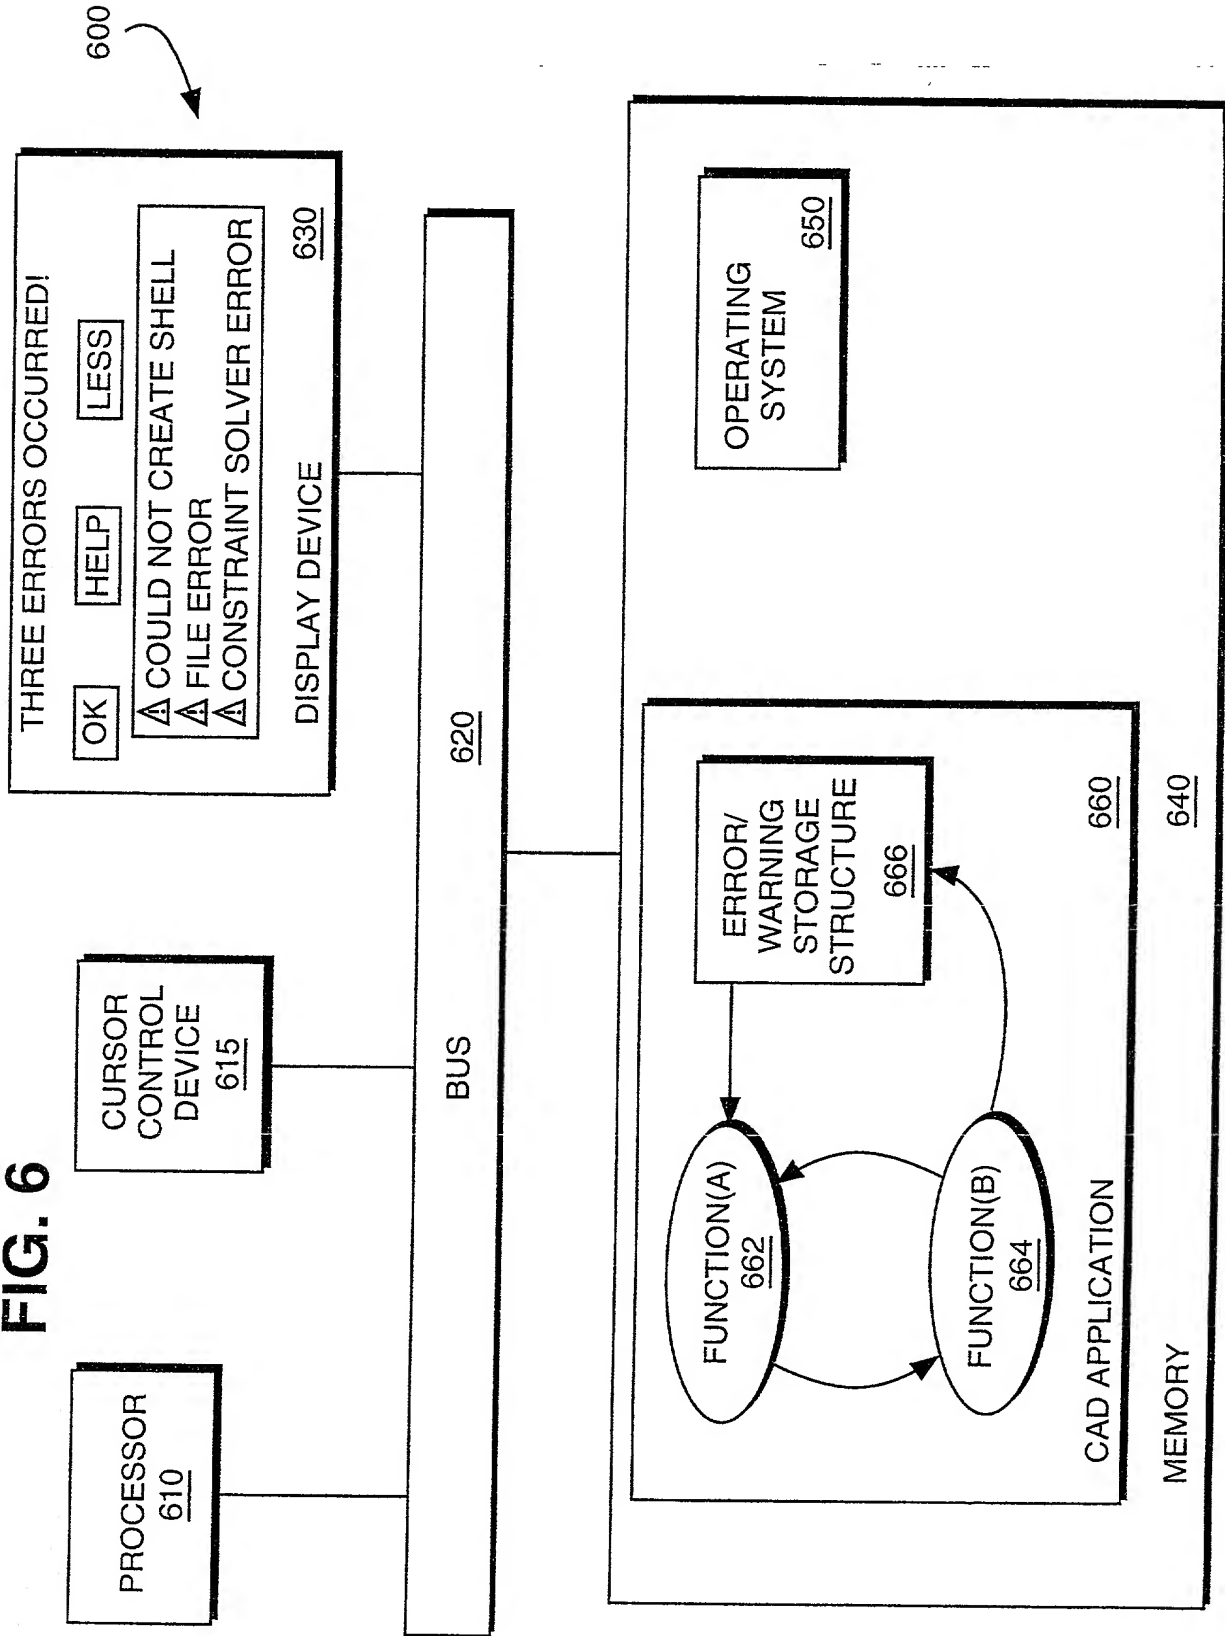 FIG. 6
600
PROCESSOR
610
CURSOR
CONTROL
DEVICE
615
THREE ERRORS OCCURRED!
OK
HELP
LESS
⚠ COULD NOT CREATE SHELL
⚠ FILE ERROR
⚠ CONSTRAINT SOLVER ERROR
DISPLAY DEVICE
630
BUS
620
FUNCTION(A)
662
FUNCTION(B)
664
ERROR/
WARNING
STORAGE
STRUCTURE
666
CAD APPLICATION
660
OPERATING
SYSTEM
650
MEMORY
640